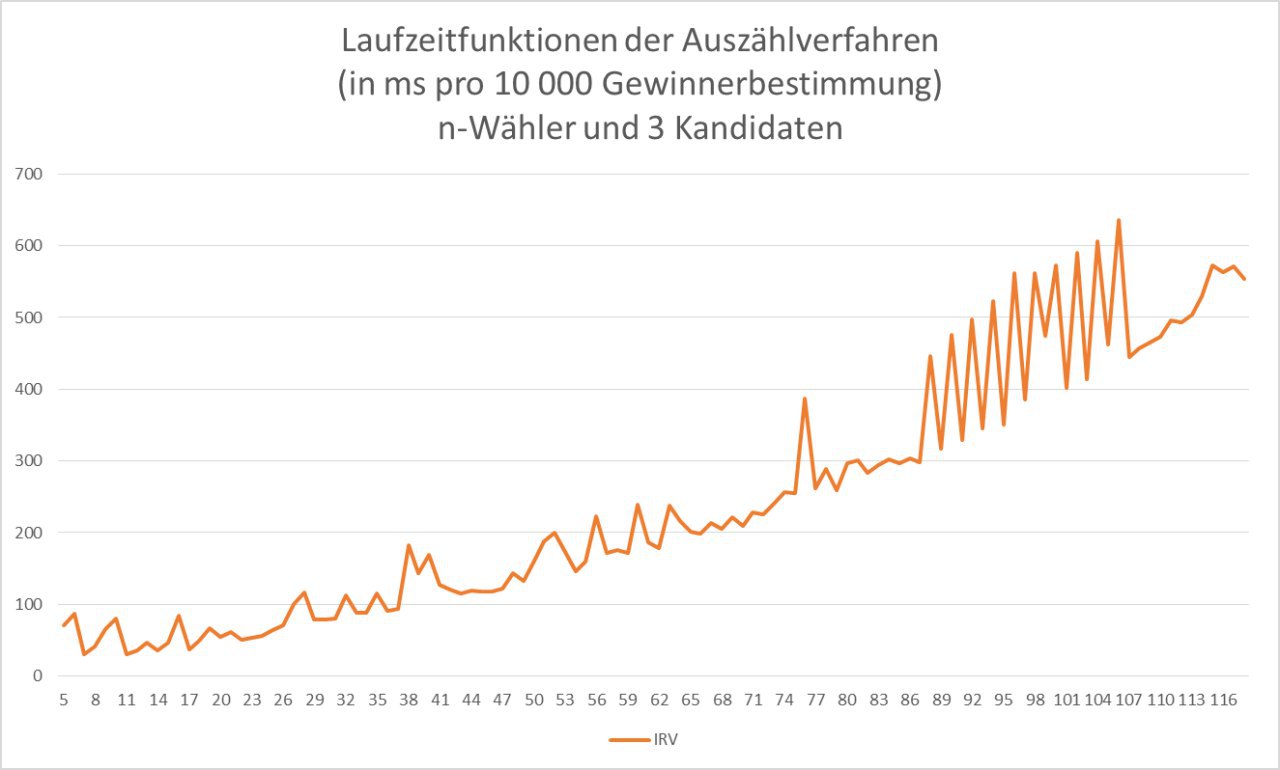 Laufzeitfunktionen der Auszählverfahren
(in ms pro 10 000 Gewinnerbestimmung)
n-Wähler und 3 Kandidaten
700
600
500
400
300
200
100
0
5 8 11 14 17 20 23 26 29 32 35 38 41 44 47 50 53 56 59 62 65 68 71 74 77 80 83 86 89 92 95 98 101 104 107 110 113 116
IRV